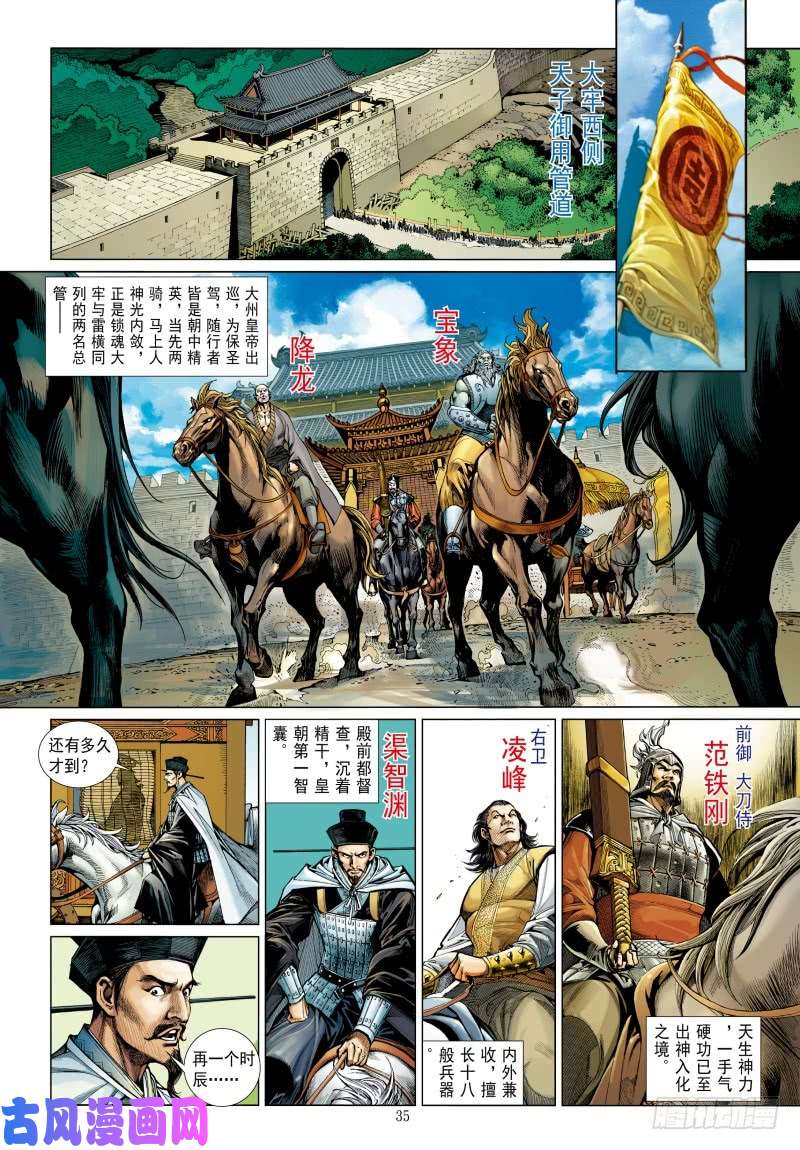 大牢西侧
天子御用管道
周
大州皇帝出
巡，为保圣
驾，随行者
皆是朝中精
英，当先两
骑，马上人
神光内敛，
正是锁魂大
牢与雷横同
列的两名总
管——
宝象
降龙
前御 大刀侍
范铁刚
天生神力
，一手气
硬功已至
出神入化
之境。
右卫
凌峰
内外兼
收，擅
长十八
般兵器
。
渠智渊
殿前都督
查，沉着
精干，皇
朝第一智
囊。
还有多久
才到？
再一个时
辰……
35
古风漫画网